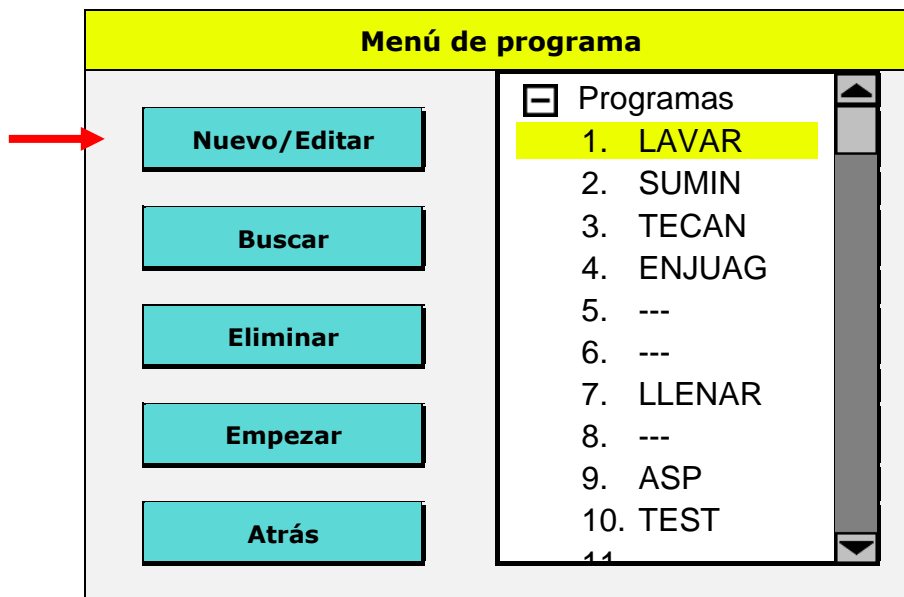 Menú de programa
Nuevo/Editar
Buscar
Eliminar
Empezar
Atrás
Programas
1. LAVAR
2. SUMIN
3. TECAN
4. ENJUAG
5. ---
6. ---
7. LLENAR
8. ---
9. ASP
10. TEST